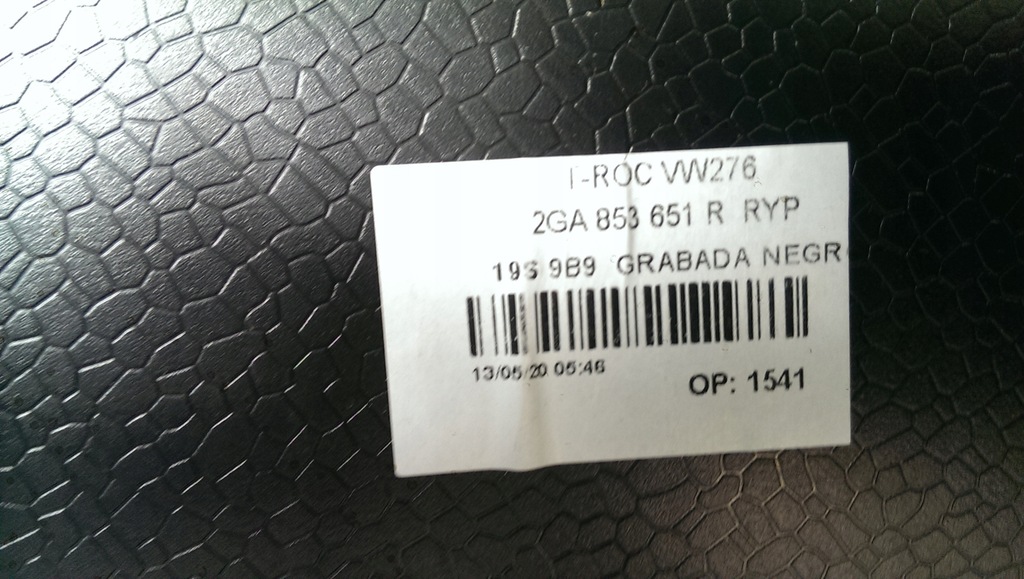 T-ROC VW276
2GA 853 651 R RYP
19S 9B9 GRABADA NEGR
13/05/20 05:46
OP: 1541